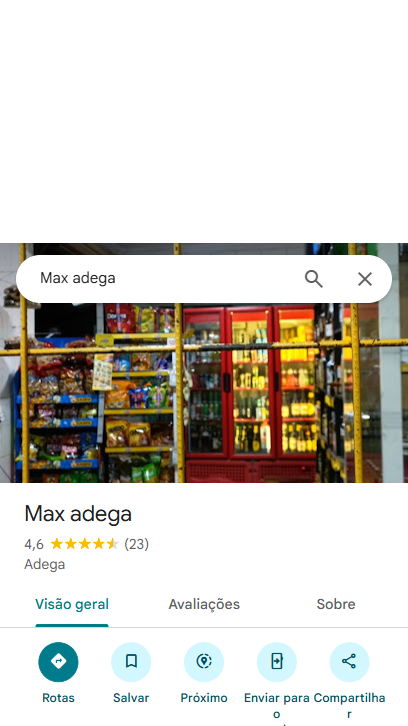 Max adega
Max adega
4,6 (23)
Adega
Visão geral Avaliações Sobre
Rotas Salvar Próximo Enviar para o Compartilhar